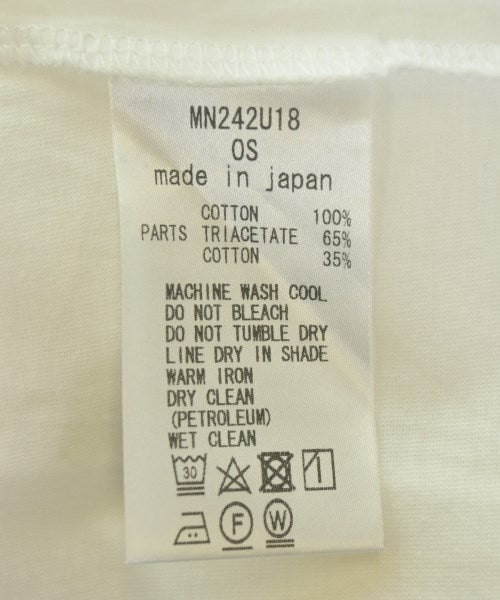 MN242U18
OS
made in japan
COTTON 100%
PARTS TRIACETATE 65%
COTTON 35%
MACHINE WASH COOL
DO NOT BLEACH
DO NOT TUMBLE DRY
LINE DRY IN SHADE
WARM IRON
DRY CLEAN
(PETROLEUM)
WET CLEAN
30
F W